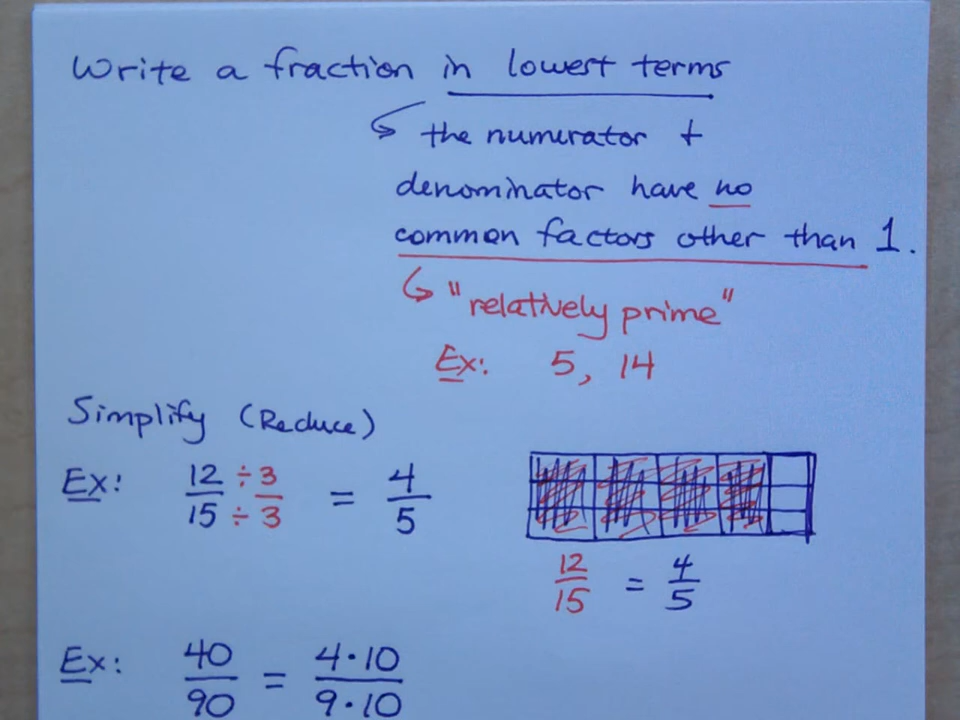 Write a fraction in lowest terms
the numerator +
denominator have no
common factors other than 1.
"relatively prime"
Ex: 5, 14
Simplify (Reduce)
Ex: 12/15 ÷3/÷3 = 4/5
12/15 = 4/5
Ex: 40/90 = 4·10/9·10